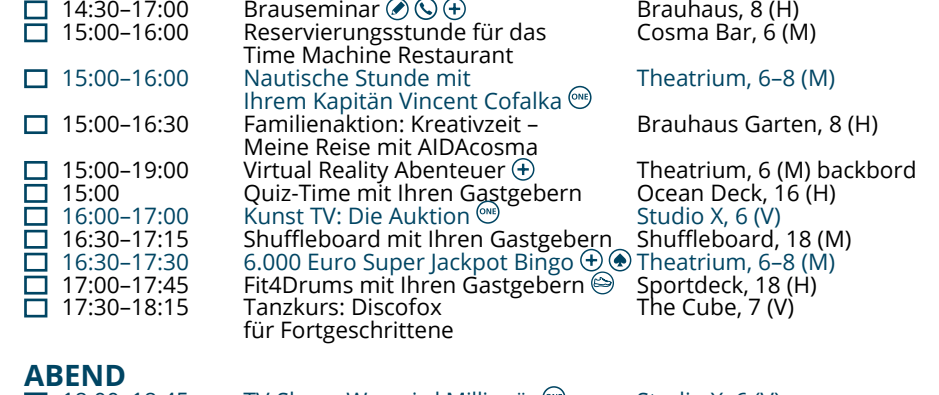 14:30–17:00 Brauseminar Brauhaus, 8 (H)
15:00–16:00 Reservierungsstunde für das Cosma Bar, 6 (M)
Time Machine Restaurant
15:00–16:00 Nautische Stunde mit Theatrium, 6–8 (M)
Ihrem Kapitän Vincent Cofalka ONE
15:00–16:30 Familienaktion: Kreativzeit – Brauhaus Garten, 8 (H)
Meine Reise mit AIDAcosma
15:00–19:00 Virtual Reality Abenteuer Theatrium, 6 (M) backbord
15:00 Quiz-Time mit Ihren Gastgebern Ocean Deck, 16 (H)
16:00–17:00 Kunst TV: Die Auktion ONE Studio X, 6 (V)
16:30–17:15 Shuffleboard mit Ihren Gastgebern Shuffleboard, 18 (M)
16:30–17:30 6.000 Euro Super Jackpot Bingo Theatrium, 6–8 (M)
17:00–17:45 Fit4Drums mit Ihren Gastgebern Sportdeck, 18 (H)
17:30–18:15 Tanzkurs: Discofox The Cube, 7 (V)
für Fortgeschrittene
ABEND